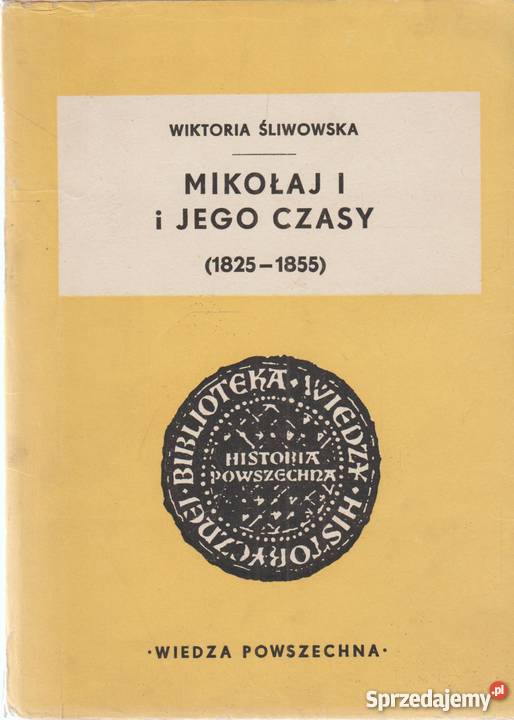 WIKTORIA ŚLIWOWSKA
MIKOŁAJ I
i JEGO CZASY
(1825–1855)
BIBLIOTEKA · WIEDZY · HISTORYCZNEJ ·
HISTORIA
POWSZECHNA
·WIEDZA POWSZECHNA·
Sprzedajemy.pl